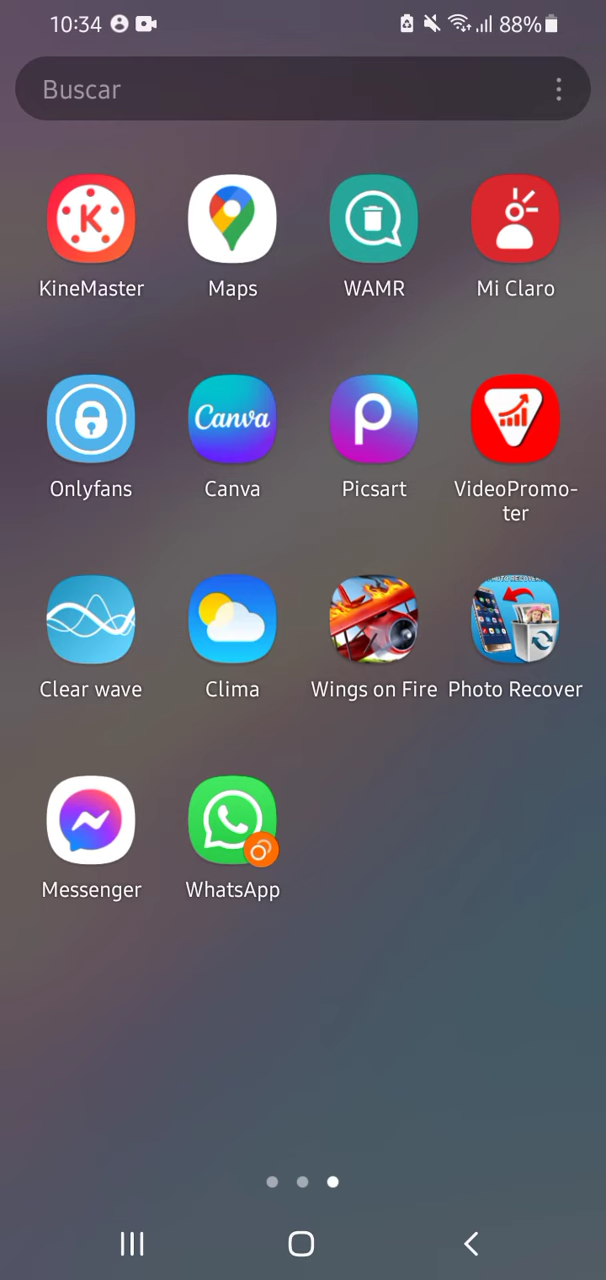 10:34 88%
Buscar
KineMaster Maps WAMR Mi Claro
Canva
Onlyfans Canva Picsart VideoPromo-
ter
Clear wave Clima Wings on Fire Photo Recover
Messenger WhatsApp